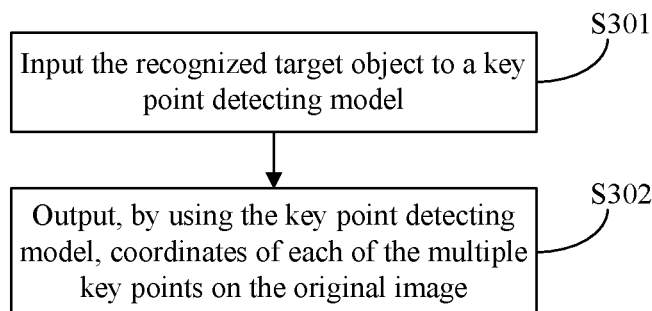 S301
Input the recognized target object to a key
point detecting model
S302
Output, by using the key point detecting
model, coordinates of each of the multiple
key points on the original image